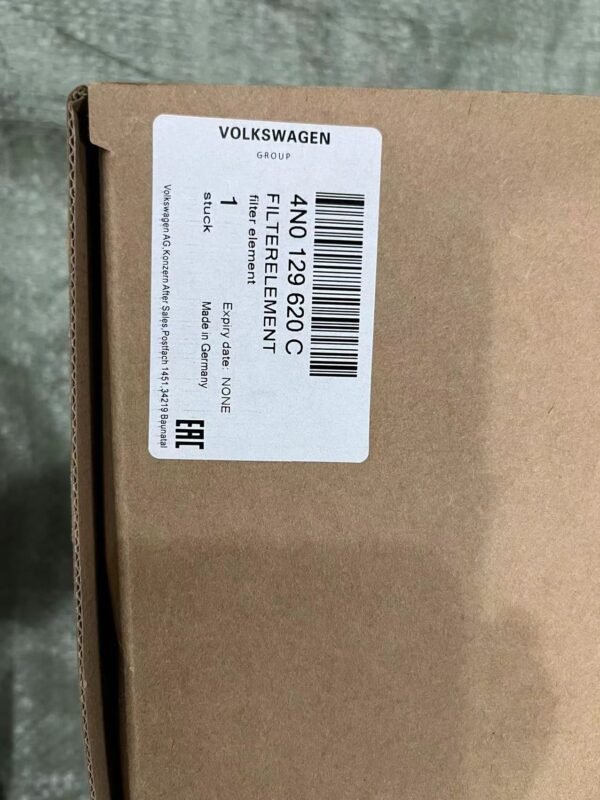 VOLKSWAGEN
GROUP
4N0 129 620 C
FILTERELEMENT
filter element
1
stuck
Expiry date: NONE
Made in Germany
EAC
Volkswagen AG,Konzern After Sales,Postfach 1451,34219 Baunatal